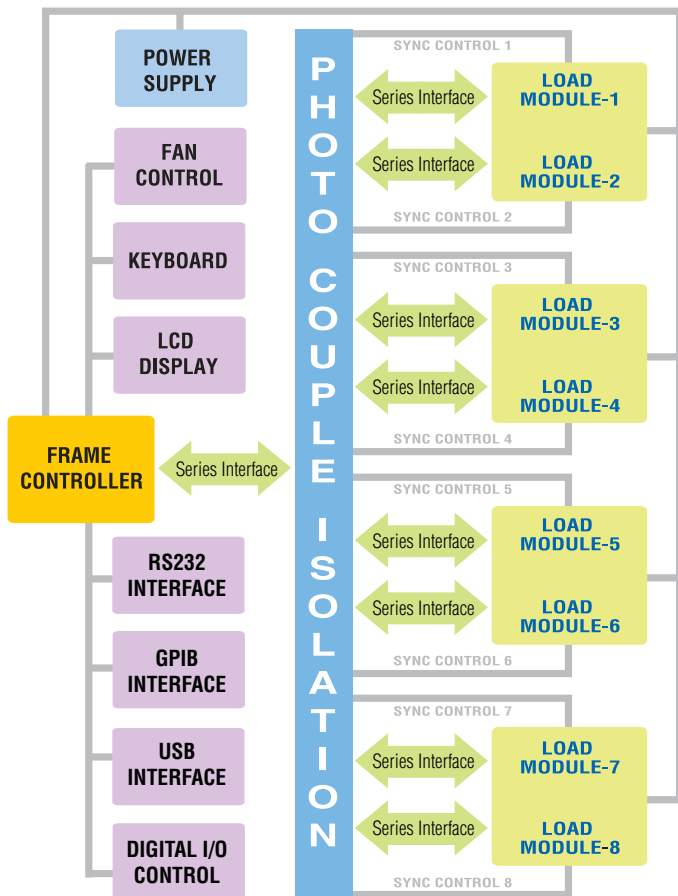 POWER
SUPPLY
FAN
CONTROL
KEYBOARD
LCD
DISPLAY
FRAME
CONTROLLER
Series Interface
RS232
INTERFACE
GPIB
INTERFACE
USB
INTERFACE
DIGITAL I/O
CONTROL
PHOTO COUPLE ISOLATION
SYNC CONTROL 1
Series Interface
LOAD
MODULE-1
Series Interface
LOAD
MODULE-2
SYNC CONTROL 2
SYNC CONTROL 3
Series Interface
LOAD
MODULE-3
Series Interface
LOAD
MODULE-4
SYNC CONTROL 4
SYNC CONTROL 5
Series Interface
LOAD
MODULE-5
Series Interface
LOAD
MODULE-6
SYNC CONTROL 6
SYNC CONTROL 7
Series Interface
LOAD
MODULE-7
Series Interface
LOAD
MODULE-8
SYNC CONTROL 8